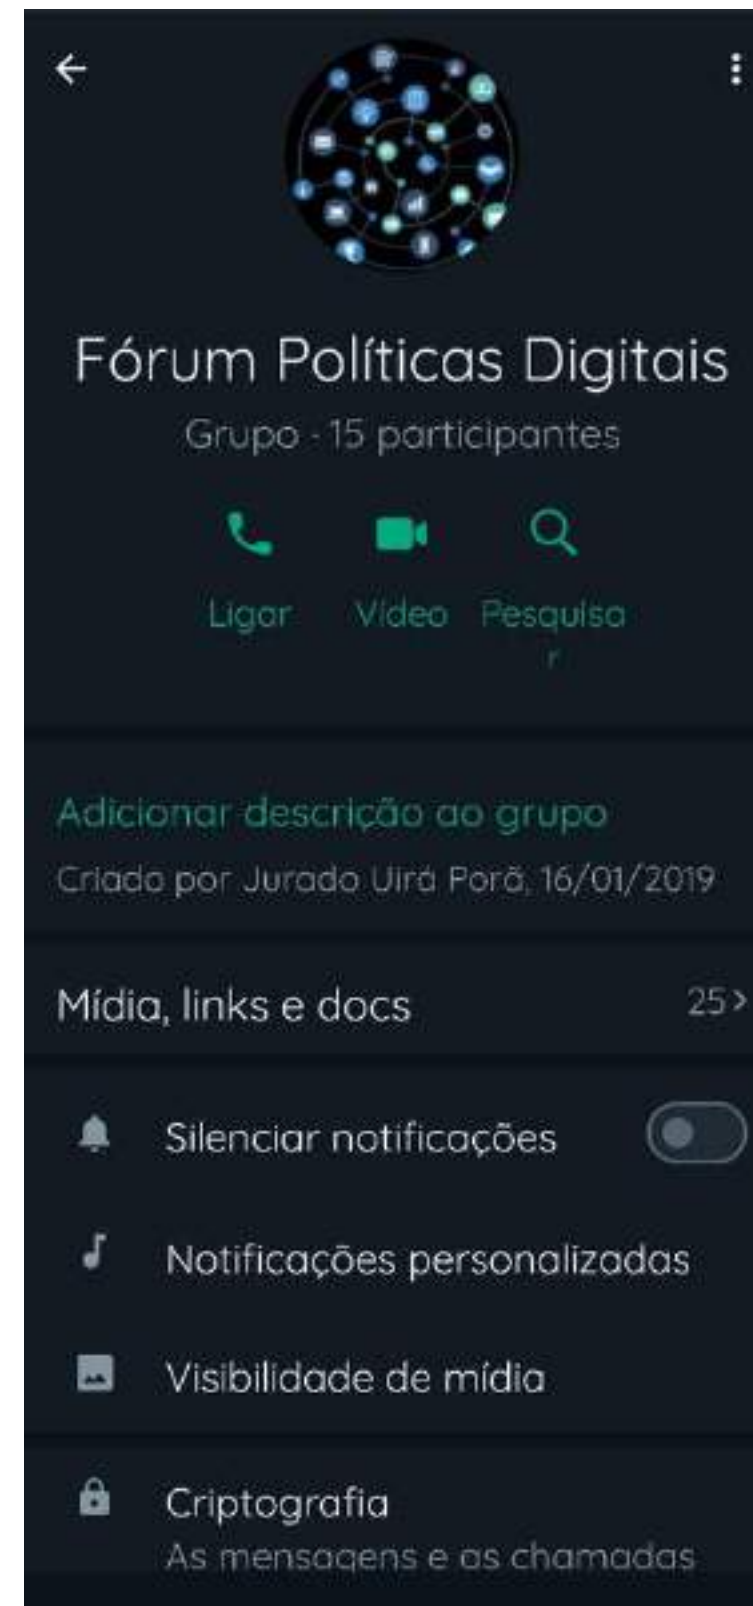 Fórum Políticas Digitais
Grupo · 15 participantes
Ligar
Vídeo
Pesquisa
r
Adicionar descrição ao grupo
Criado por Jurado Uirá Porã, 16/01/2019
Mídia, links e docs
25
Silenciar notificações
Notificações personalizadas
Visibilidade de mídia
Criptografia
As mensagens e as chamadas